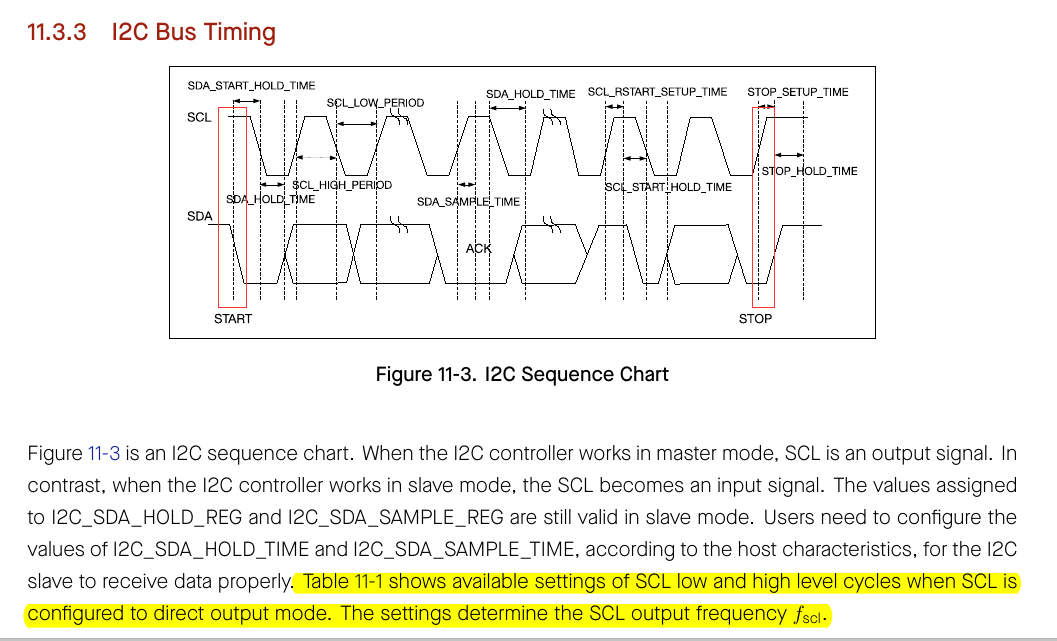 11.3.3 I2C Bus Timing
SDA_START_HOLD_TIME
SCL_LOW_PERIOD
SDA_HOLD_TIME
SCL_RSTART_SETUP_TIME
STOP_SETUP_TIME
SCL
STOP_HOLD_TIME
SCL_HIGH_PERIOD
SCL_START_HOLD_TIME
SDA_HOLD_TIME
SDA_SAMPLE_TIME
SDA
ACK
START
STOP
Figure 11-3. I2C Sequence Chart
Figure 11-3 is an I2C sequence chart. When the I2C controller works in master mode, SCL is an output signal. In
contrast, when the I2C controller works in slave mode, the SCL becomes an input signal. The values assigned
to I2C_SDA_HOLD_REG and I2C_SDA_SAMPLE_REG are still valid in slave mode. Users need to configure the
values of I2C_SDA_HOLD_TIME and I2C_SDA_SAMPLE_TIME, according to the host characteristics, for the I2C
slave to receive data properly. Table 11-1 shows available settings of SCL low and high level cycles when SCL is
configured to direct output mode. The settings determine the SCL output frequency fscl.